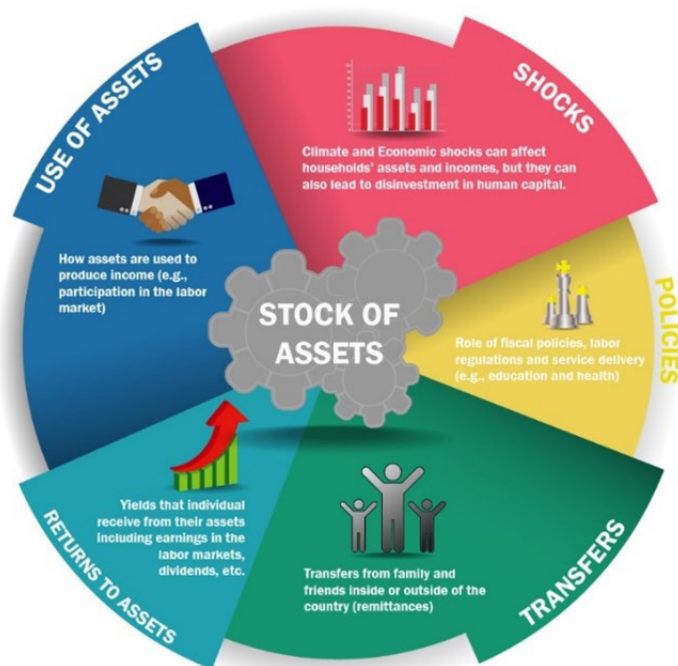 USE OF ASSETS
How assets are used to
produce income (e.g.,
participation in the labor
market)
SHOCKS
Climate and Economic shocks can affect
households' assets and incomes, but they can
also lead to disinvestment in human capital.
POLICIES
Role of fiscal policies, labor
regulations and service delivery
(e.g., education and health)
STOCK OF
ASSETS
RETURNS TO ASSETS
Yields that individual
receive from their assets
including earnings in the
labor markets,
dividends, etc.
TRANSFERS
Transfers from family and
friends inside or outside of the
country (remittances)